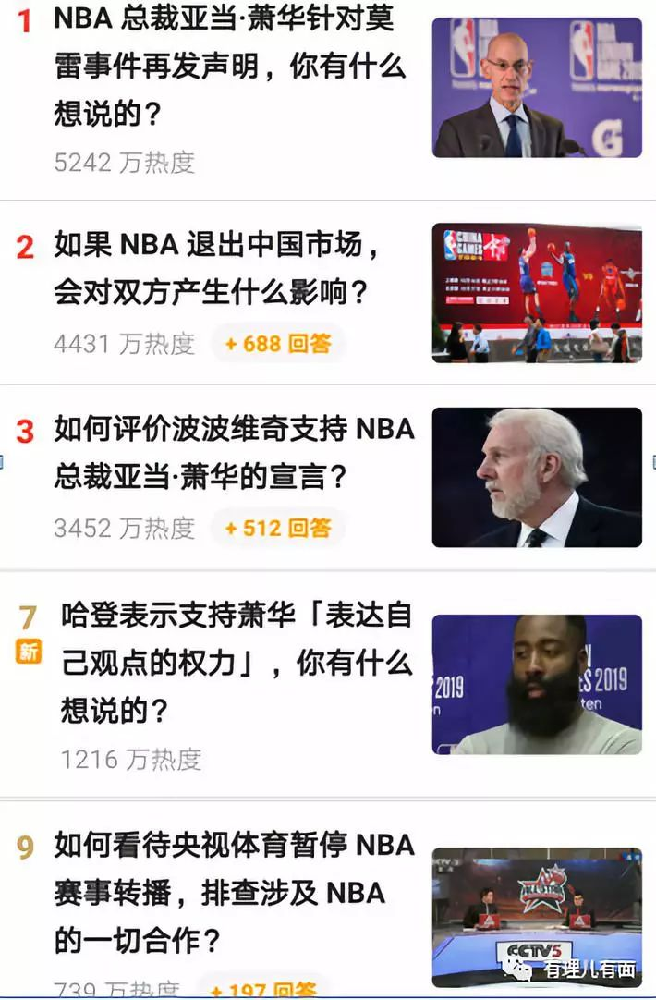 1
NBA 总裁亚当·萧华针对莫
雷事件再发声明，你有什么
想说的？
5242 万热度
NBA
G
2
如果 NBA 退出中国市场，
会对双方产生什么影响？
4431 万热度
+ 688 回答
CHINA
GAMES
3
如何评价波波维奇支持 NBA
总裁亚当·萧华的宣言？
3452 万热度
+ 512 回答
7
新
哈登表示支持萧华「表达自
己观点的权力」，你有什么
想说的？
1216 万热度
ES 2019
2019
9
如何看待央视体育暂停 NBA
赛事转播，排查涉及 NBA
的一切合作？
739 万热度
+ 197 回答
CCTV5
有理儿有面